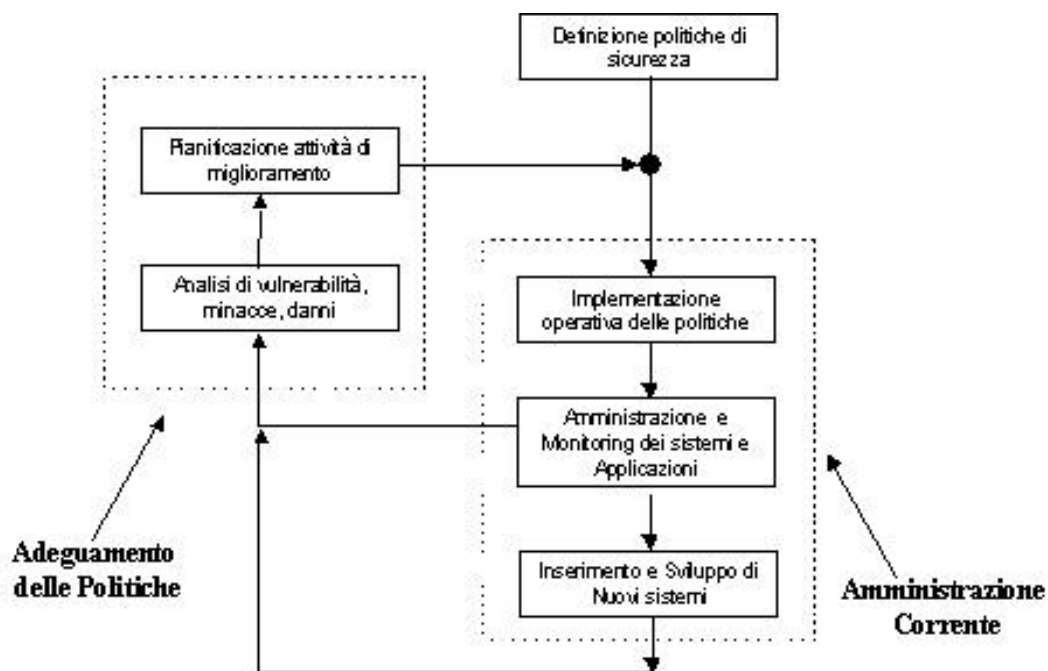 Definizione politiche di
sicurezza
Pianificazione attività di
miglioramento
Analisi di vulnerabilità,
minacce, danni
Implementazione
operativa delle politiche
Amministrazione e
Monitoring dei sistemi e
Applicazioni
Inserimento e Sviluppo di
Nuovi sistemi
Adeguamento
delle Politiche
Amministrazione
Corrente